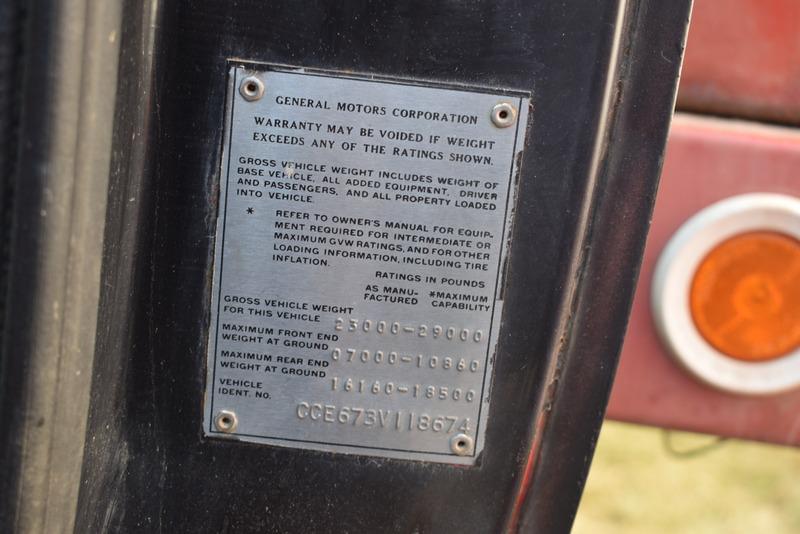 GENERAL MOTORS CORPORATION
WARRANTY MAY BE VOIDED IF WEIGHT
EXCEEDS ANY OF THE RATINGS SHOWN.
GROSS VEHICLE WEIGHT INCLUDES WEIGHT OF
BASE VEHICLE, ALL ADDED EQUIPMENT, DRIVER
AND PASSENGERS, AND ALL PROPERTY LOADED
INTO VEHICLE.
* REFER TO OWNER'S MANUAL FOR EQUIP-
MENT REQUIRED FOR INTERMEDIATE OR
MAXIMUM GVW RATINGS, AND FOR OTHER
LOADING INFORMATION, INCLUDING TIRE
INFLATION.
RATINGS IN POUNDS
AS MANU- *MAXIMUM
FACTURED CAPABILITY
GROSS VEHICLE WEIGHT
FOR THIS VEHICLE 23000-29000
MAXIMUM FRONT END
WEIGHT AT GROUND 07000-10860
MAXIMUM REAR END
WEIGHT AT GROUND 16160-18500
VEHICLE
IDENT. NO. CCE673V118674